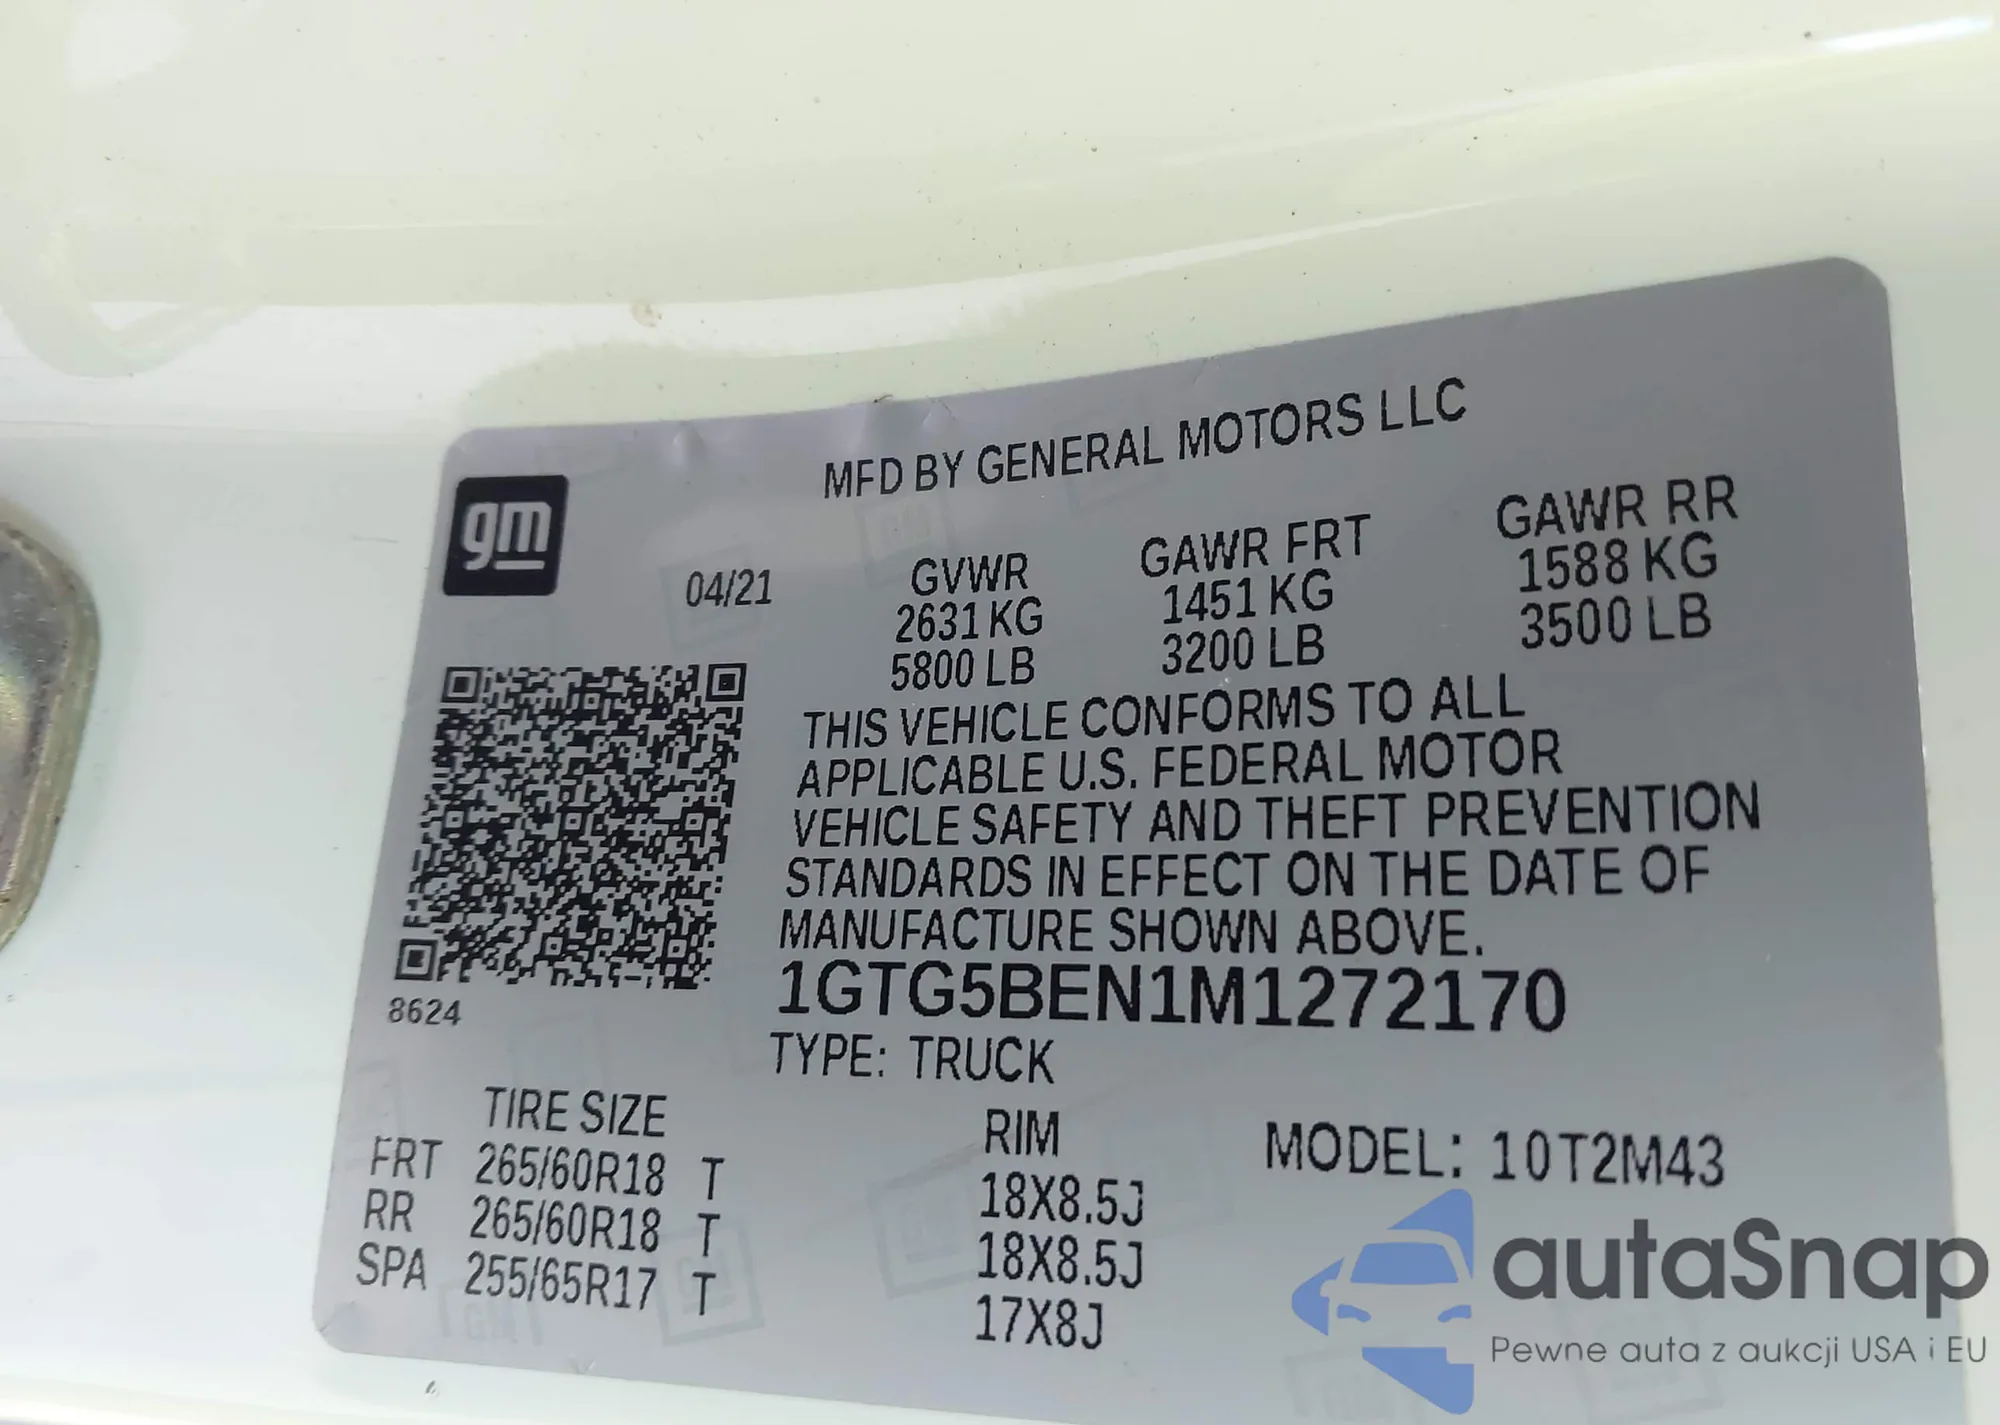 MFD BY GENERAL MOTORS LLC
gm
04/21
GVWR
2631 KG
5800 LB
GAWR FRT
1451 KG
3200 LB
GAWR RR
1588 KG
3500 LB
THIS VEHICLE CONFORMS TO ALL
APPLICABLE U.S. FEDERAL MOTOR
VEHICLE SAFETY AND THEFT PREVENTION
STANDARDS IN EFFECT ON THE DATE OF
MANUFACTURE SHOWN ABOVE.
1GTG5BEN1M1272170
8624
TYPE: TRUCK
TIRE SIZE
RIM
MODEL: 10T2M43
FRT 265/60R18 T 18X8.5J
RR 265/60R18 T 18X8.5J
SPA 255/65R17 T 17X8J
autaSnap
Pewne auta z aukcji USA i EU